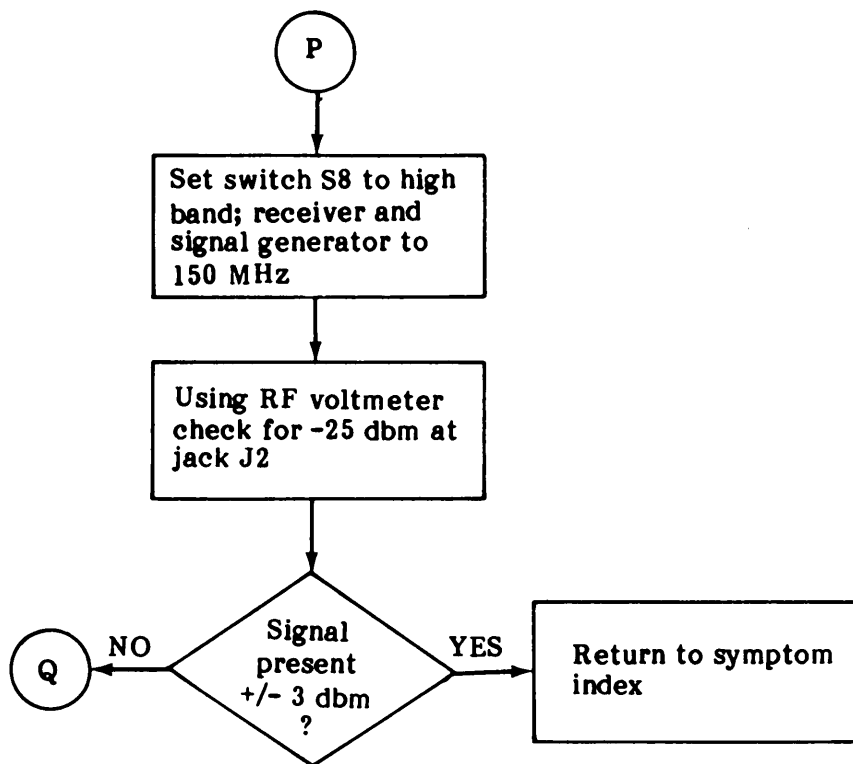 P
Set switch S8 to high
band; receiver and
signal generator to
150 MHz
Using RF voltmeter
check for -25 dbm at
jack J2
Signal
present
+/- 3 dbm
?
NO
Q
YES
Return to symptom
index